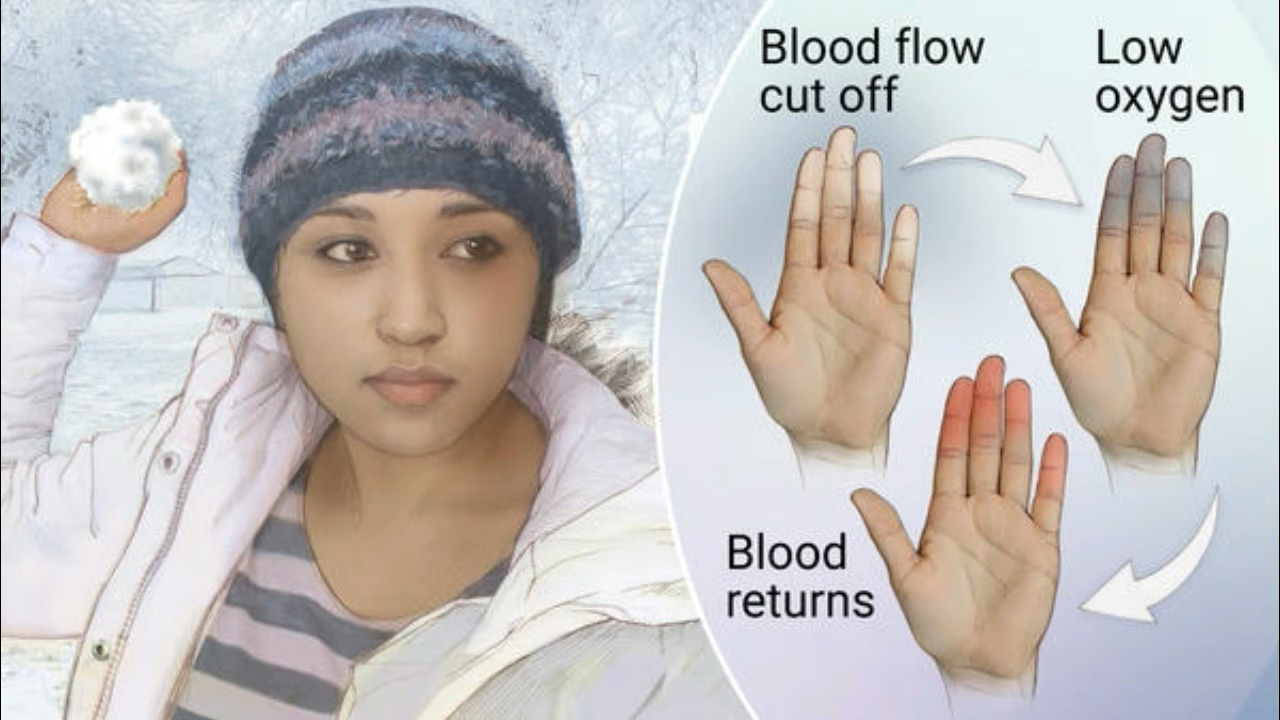 Blood flow
cut off
Low
oxygen
Blood
returns